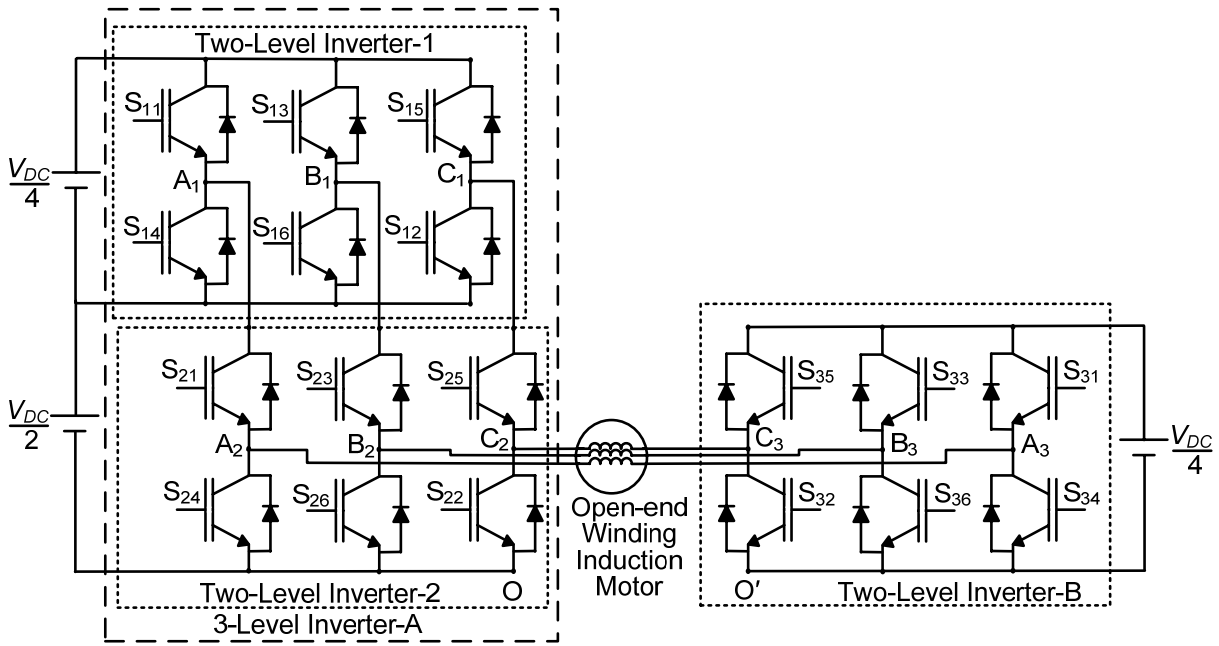 Two-Level Inverter-1
S11
S13
S15
VDC
4
A1
B1
C1
S14
S16
S12
VDC
2
S21
S23
S25
A2
B2
C2
S24
S26
S22
Two-Level Inverter-2
O
3-Level Inverter-A
Open-end
Winding
Induction
Motor
S35
S33
S31
C3
B3
A3
VDC
4
S32
S36
S34
O′
Two-Level Inverter-B